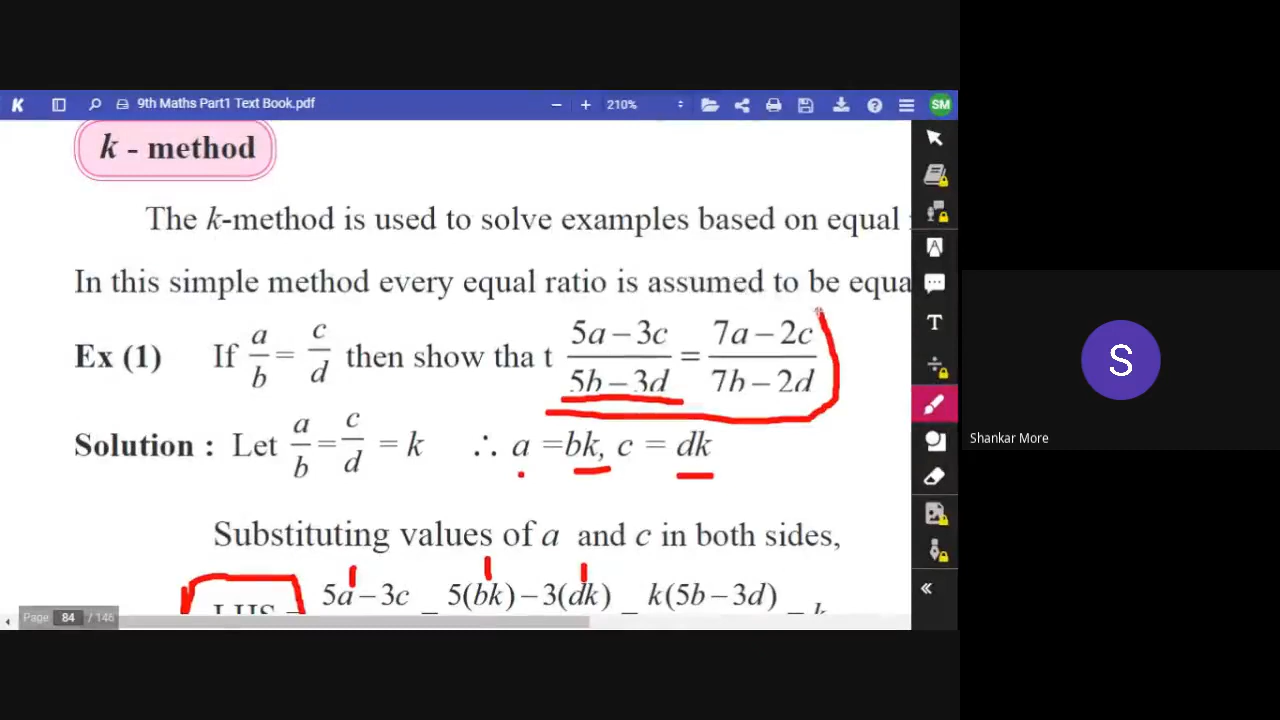 K 9th Maths Part1 Text Book.pdf 210% SM
k - method
The k-method is used to solve examples based on equal
In this simple method every equal ratio is assumed to be equa
Ex (1) If a/b = c/d then show tha t (5a – 3c)/(5b – 3d) = (7a – 2c)/(7b – 2d)
Solution : Let a/b = c/d = k ∴ a =bk, c = dk
Substituting values of a and c in both sides,
LHS = 5a – 3c = 5(bk) – 3(dk) = k(5b – 3d) = k
Page 84 / 146
S
Shankar More